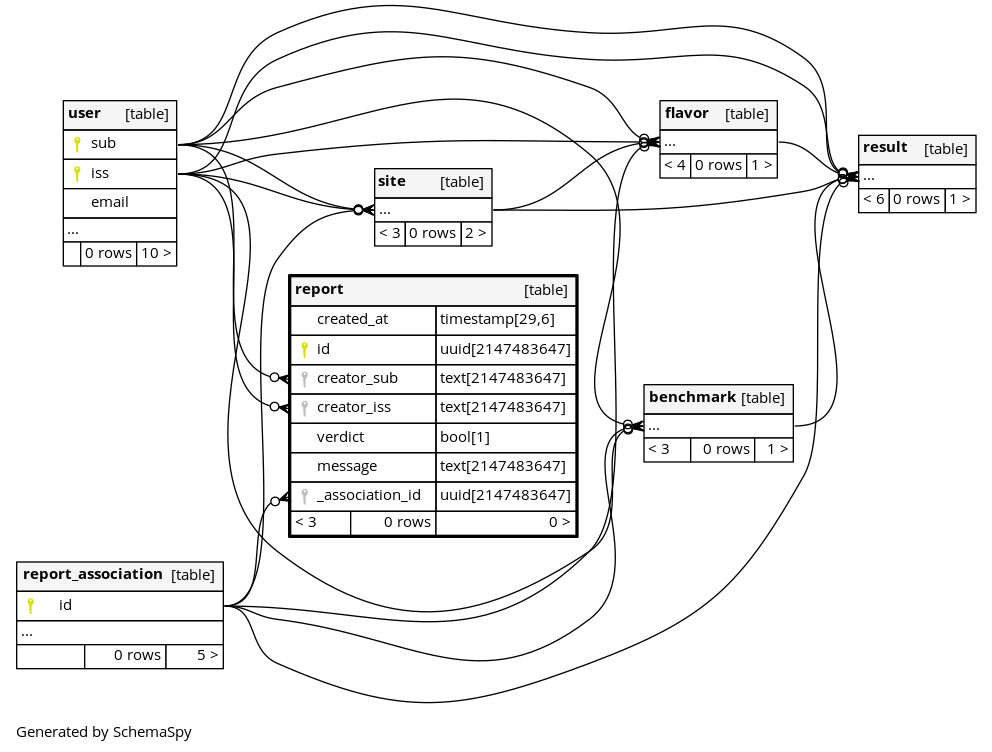 user [table]
sub
iss
email
...
0 rows 10 >
site [table]
...
< 3 0 rows 2 >
flavor [table]
...
< 4 0 rows 1 >
result [table]
...
< 6 0 rows 1 >
report [table]
created_at timestamp[29,6]
id uuid[2147483647]
creator_sub text[2147483647]
creator_iss text[2147483647]
verdict bool[1]
message text[2147483647]
_association_id uuid[2147483647]
< 3 0 rows 0 >
benchmark [table]
...
< 3 0 rows 1 >
report_association [table]
id
...
0 rows 5 >
Generated by SchemaSpy